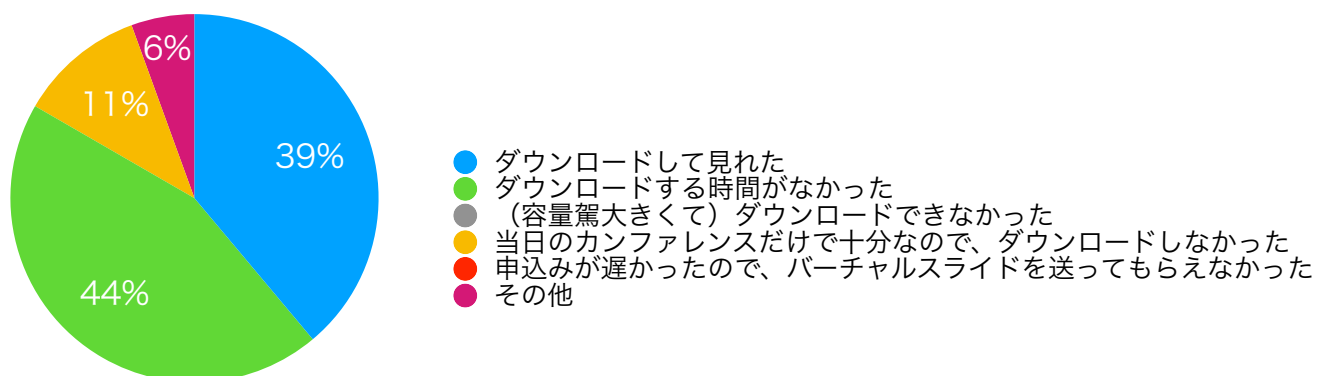 6%
11%
39%
44%
ダウンロードして見れた
ダウンロードする時間がなかった
（容量駕大きくて）ダウンロードできなかった
当日のカンファレンスだけで十分なので、ダウンロードしなかった
申込みが遅かったので、バーチャルスライドを送ってもらえなかった
その他